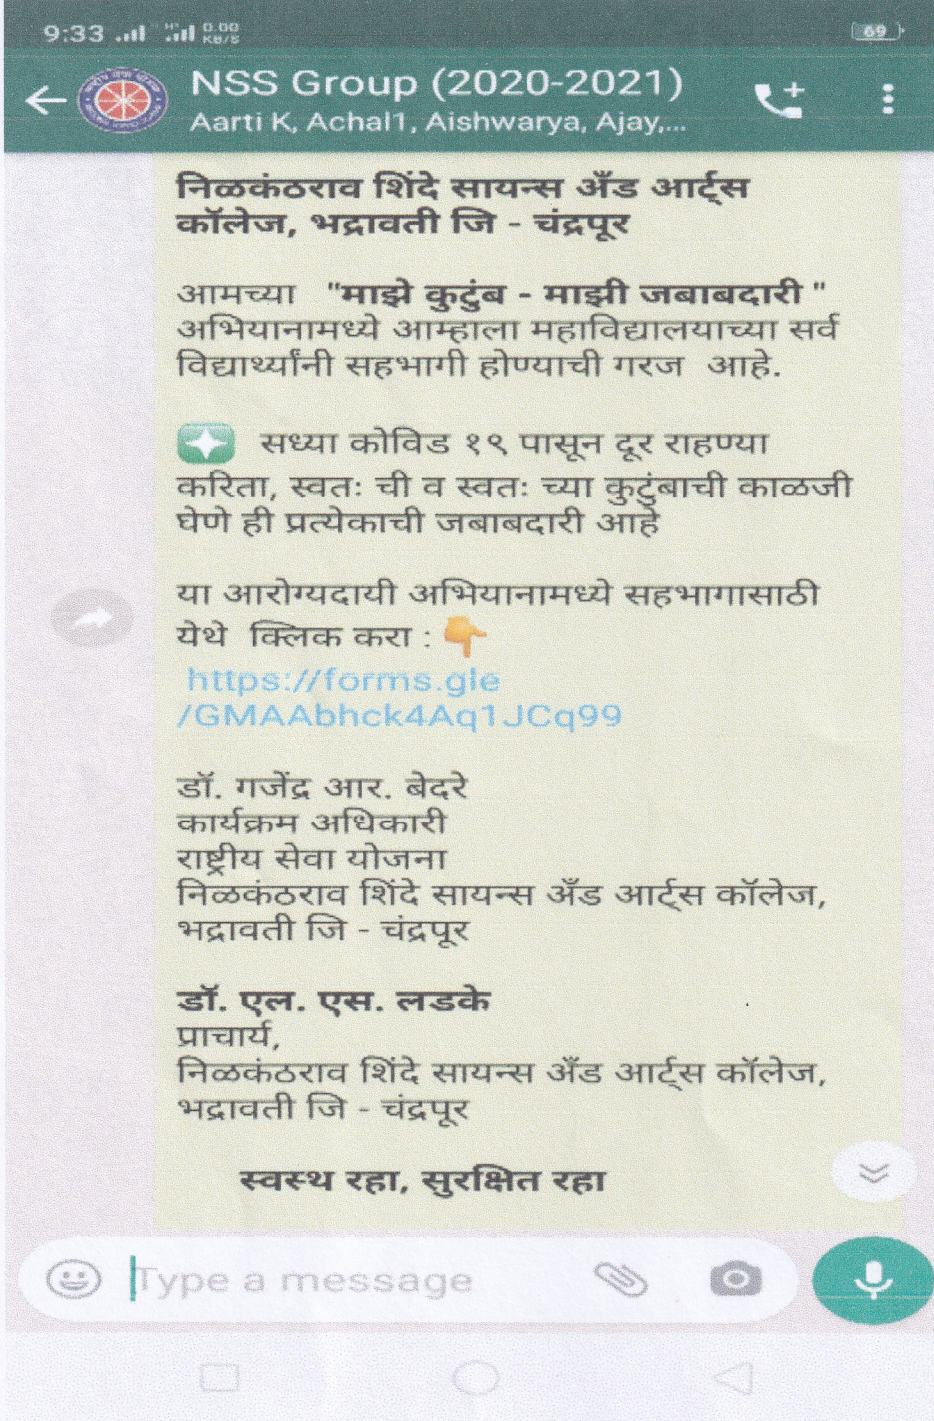 9:33
0.00
KB/S
69
NSS Group (2020-2021)
Aarti K, Achal1, Aishwarya, Ajay,...
निळकंठराव शिंदे सायन्स अँड आर्ट्स
कॉलेज, भद्रावती जि - चंद्रपूर
आमच्या "माझे कुटुंब - माझी जबाबदारी "
अभियानामध्ये आम्हाला महाविद्यालयाच्या सर्व
विद्यार्थ्यांनी सहभागी होण्याची गरज आहे.
सध्या कोविड १९ पासून दूर राहण्या
करिता, स्वतः ची व स्वतः च्या कुटुंबाची काळजी
घेणे ही प्रत्येकाची जबाबदारी आहे
या आरोग्यदायी अभियानामध्ये सहभागासाठी
येथे क्लिक करा : 👇
https://forms.gle
/GMAAbhck4Aq1JCq99
डॉ. गजेंद्र आर. बेदरे
कार्यक्रम अधिकारी
राष्ट्रीय सेवा योजना
निळकंठराव शिंदे सायन्स अँड आर्ट्स कॉलेज,
भद्रावती जि - चंद्रपूर
डॉ. एल. एस. लडके
प्राचार्य,
निळकंठराव शिंदे सायन्स अँड आर्ट्स कॉलेज,
भद्रावती जि - चंद्रपूर
स्वस्थ रहा, सुरक्षित रहा
Type a message